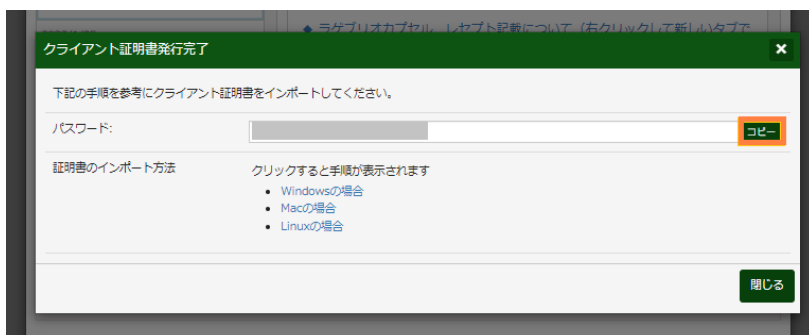 ◆ ラゲブリオカプセル レセプト記載について（右クリックして新しいタブで
クライアント証明書発行完了
×
下記の手順を参考にクライアント証明書をインポートしてください。
パスワード:
コピー
証明書のインポート方法
クリックすると手順が表示されます
• Windowsの場合
• Macの場合
• Linuxの場合
閉じる